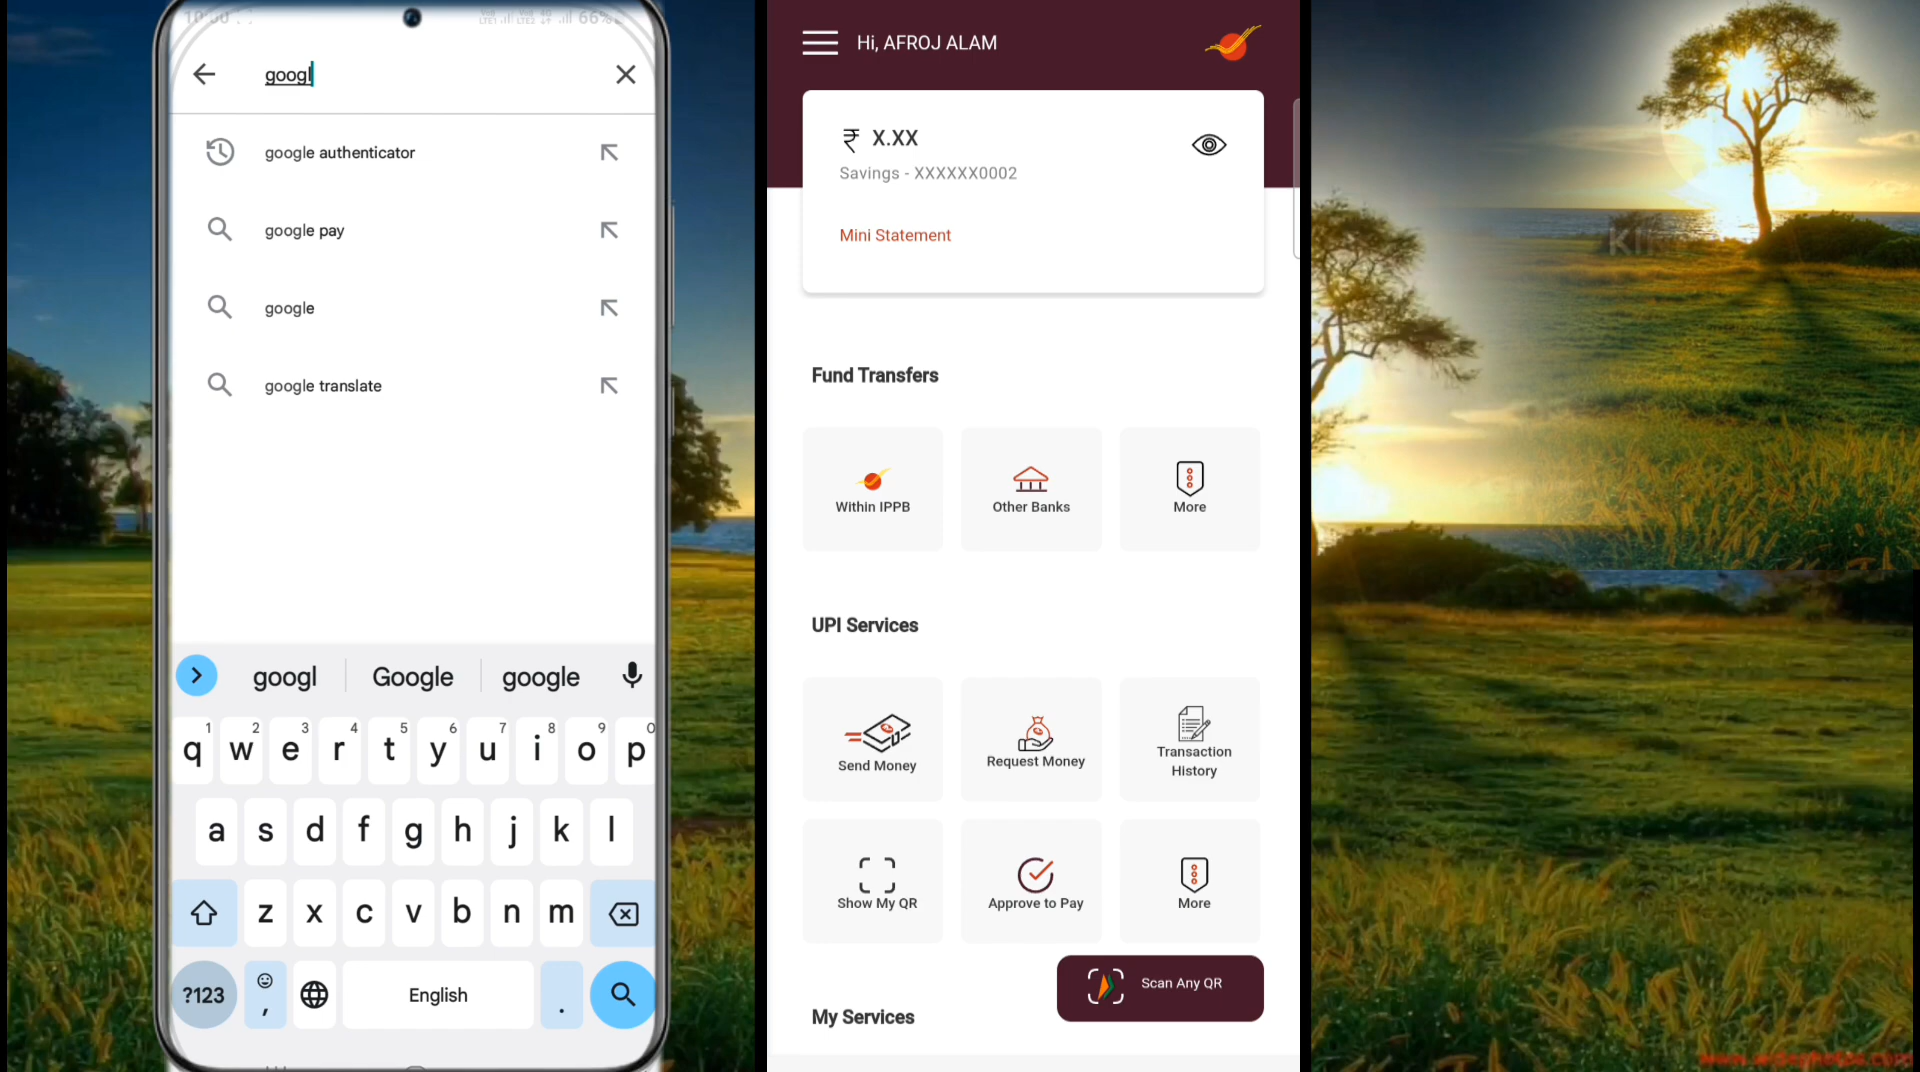 10:00
66%
googl
google authenticator
google pay
google
google translate
googl Google google
1 2 3 4 5 6 7 8 9 0
q w e r t y u i o p
a s d f g h j k l
z x c v b n m
?123 , English .
Hi, AFROJ ALAM
₹ X.XX
Savings - XXXXXX0002
Mini Statement
Fund Transfers
Within IPPB
Other Banks
More
UPI Services
Send Money
Request Money
Transaction
History
Show My QR
Approve to Pay
More
Scan Any QR
My Services